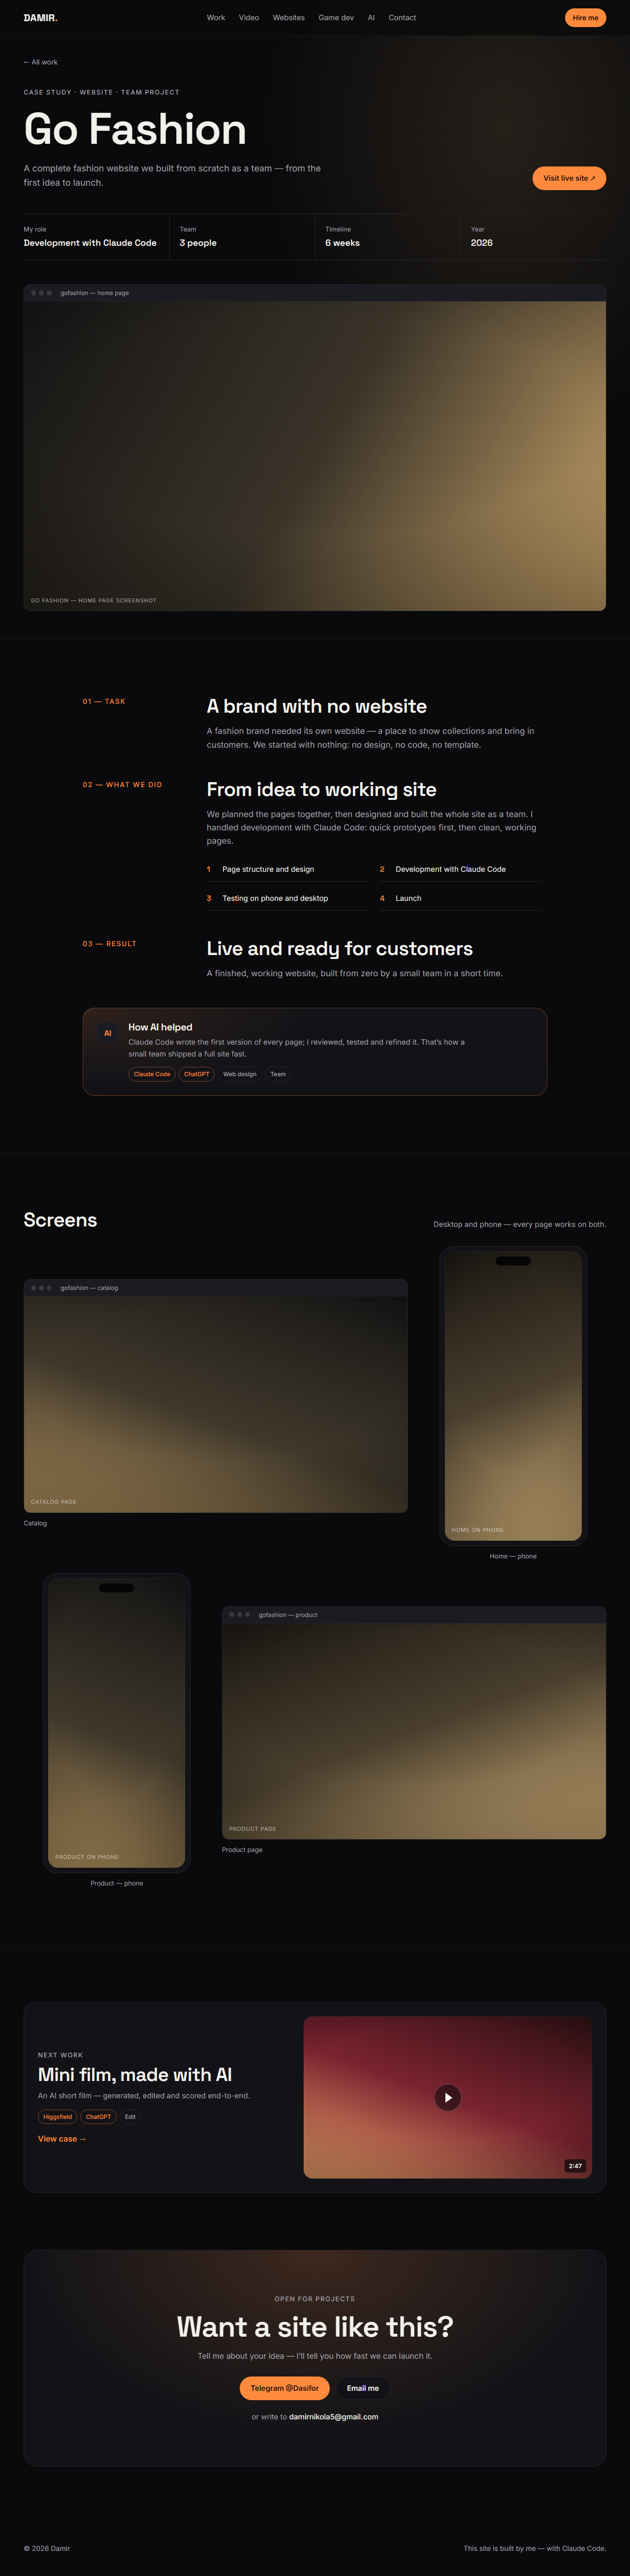 DAMIR.
Work Video Websites Game dev AI Contact
Hire me
← All work
CASE STUDY · WEBSITE · TEAM PROJECT
Go Fashion
A complete fashion website we built from scratch as a team — from the
first idea to launch.
Visit live site ↗
My role
Development with Claude Code
Team
3 people
Timeline
6 weeks
Year
2026
gofashion — home page
GO FASHION — HOME PAGE SCREENSHOT
01 — TASK
A brand with no website
A fashion brand needed its own website — a place to show collections and bring in
customers. We started with nothing: no design, no code, no template.
02 — WHAT WE DID
From idea to working site
We planned the pages together, then designed and built the whole site as a team. I
handled development with Claude Code: quick prototypes first, then clean, working
pages.
1 Page structure and design
2 Development with Claude Code
3 Testing on phone and desktop
4 Launch
03 — RESULT
Live and ready for customers
A finished, working website, built from zero by a small team in a short time.
AI
How AI helped
Claude Code wrote the first version of every page; I reviewed, tested and refined it. That's how a
small team shipped a full site fast.
Claude Code ChatGPT Web design Team
Screens
Desktop and phone — every page works on both.
gofashion — catalog
CATALOG PAGE
Catalog
HOME ON PHONE
Home — phone
PRODUCT ON PHONE
Product — phone
gofashion — product
PRODUCT PAGE
Product page
NEXT WORK
Mini film, made with AI
An AI short film — generated, edited and scored end-to-end.
Higgsfield ChatGPT Edit
View case →
2:47
OPEN FOR PROJECTS
Want a site like this?
Tell me about your idea — I'll tell you how fast we can launch it.
Telegram @Dasifor
Email me
or write to damirnikola5@gmail.com
© 2026 Damir
This site is built by me — with Claude Code.